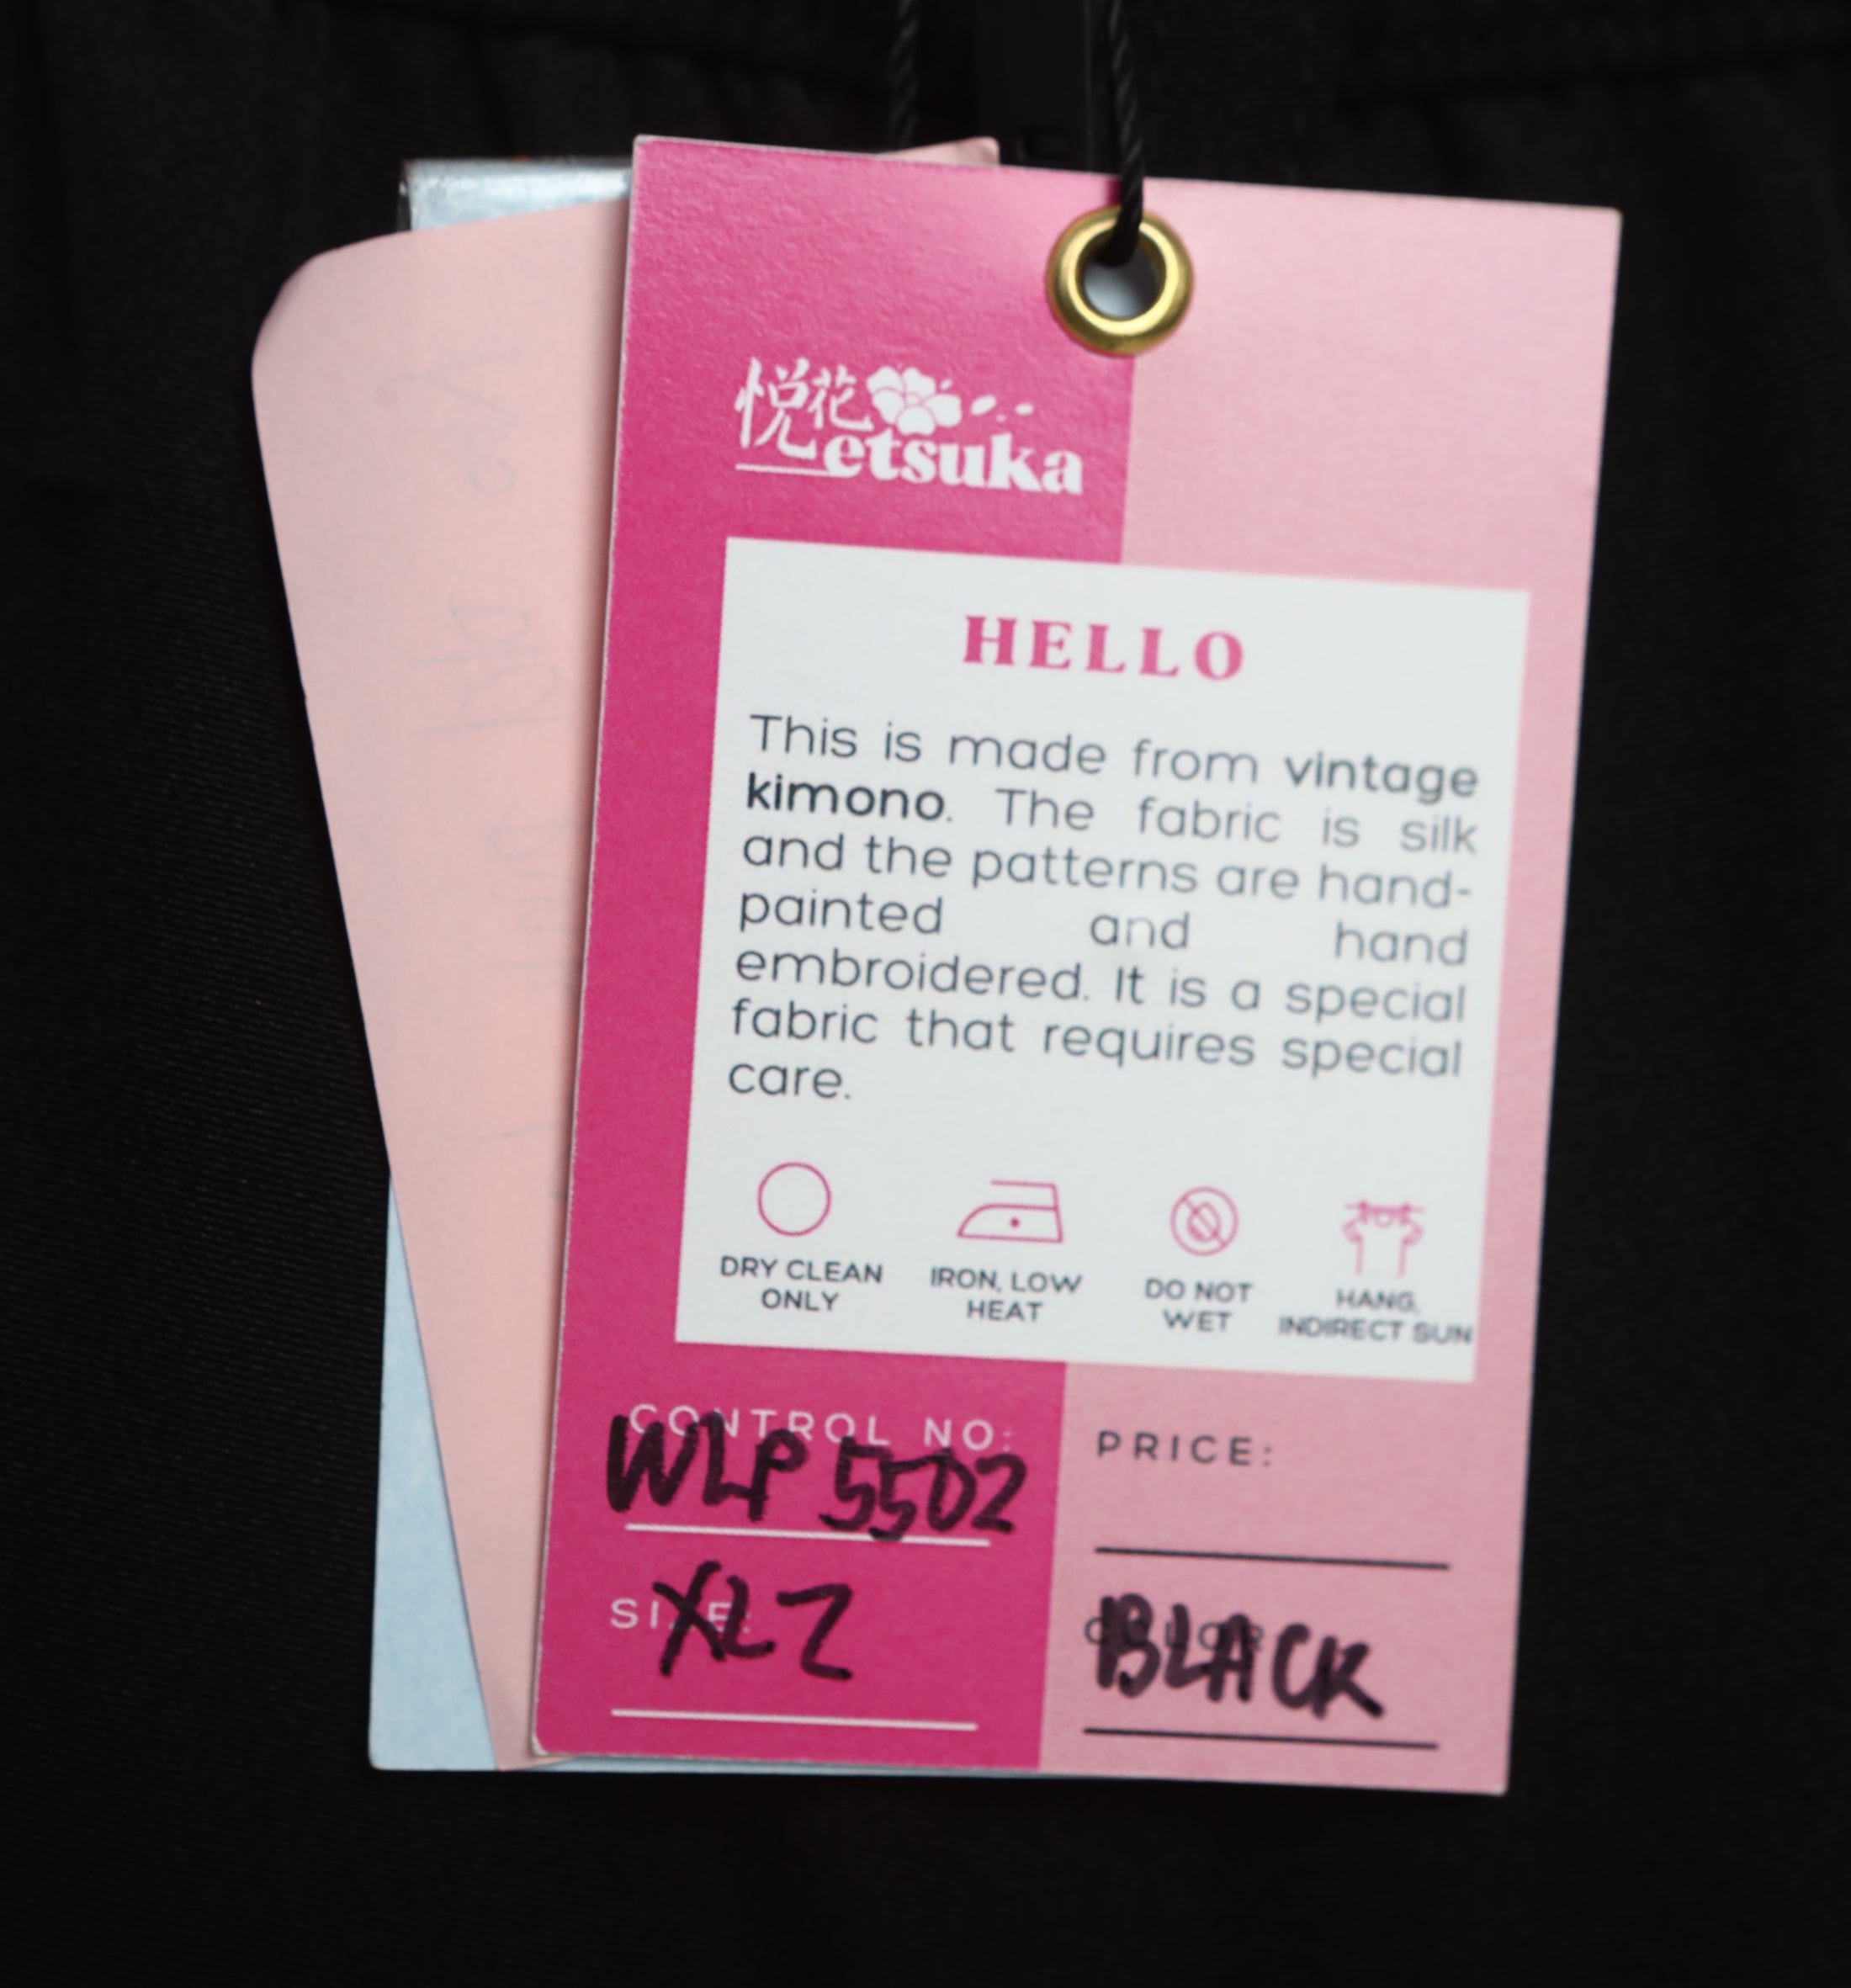 悦花
etsuka
HELLO
This is made from vintage
kimono. The fabric is silk
and the patterns are hand-
painted and hand
embroidered. It is a special
fabric that requires special
care.
DRY CLEAN
ONLY
IRON, LOW
HEAT
DO NOT
WET
HANG,
INDIRECT SUN
CONTROL NO:
WLP 5502
PRICE:
SIZE:
XL2
COLOR
BLACK